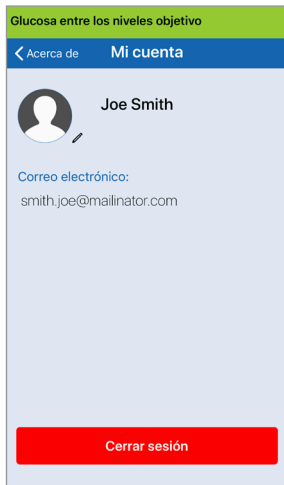 Glucosa entre los niveles objetivo
Acerca de Mi cuenta
Joe Smith
Correo electrónico:
smith.joe@mailinator.com
Cerrar sesión